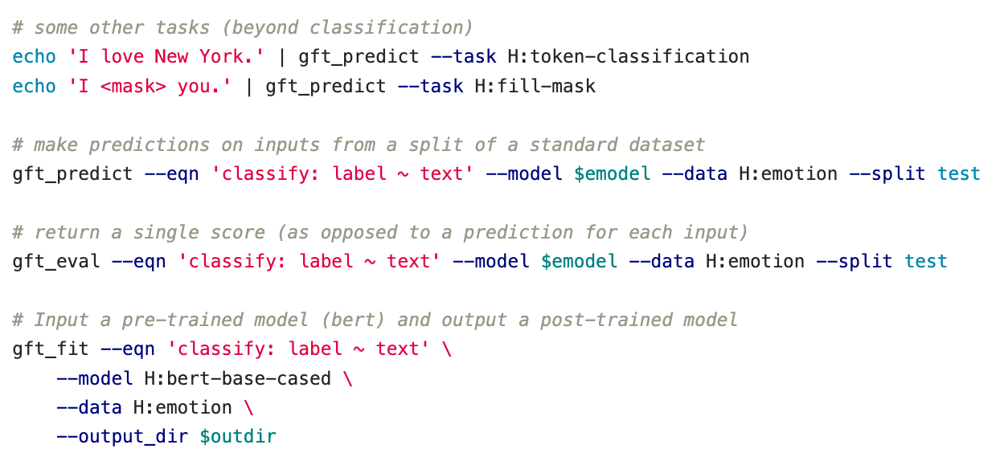 # some other tasks (beyond classification)
echo 'I love New York.' | gft_predict --task H:token-classification
echo 'I <mask> you.' | gft_predict --task H:fill-mask
# make predictions on inputs from a split of a standard dataset
gft_predict --eqn 'classify: label ~ text' --model $emodel --data H:emotion --split test
# return a single score (as opposed to a prediction for each input)
gft_eval --eqn 'classify: label ~ text' --model $emodel --data H:emotion --split test
# Input a pre-trained model (bert) and output a post-trained model
gft_fit --eqn 'classify: label ~ text' \
    --model H:bert-base-cased \
    --data H:emotion \
    --output_dir $outdir